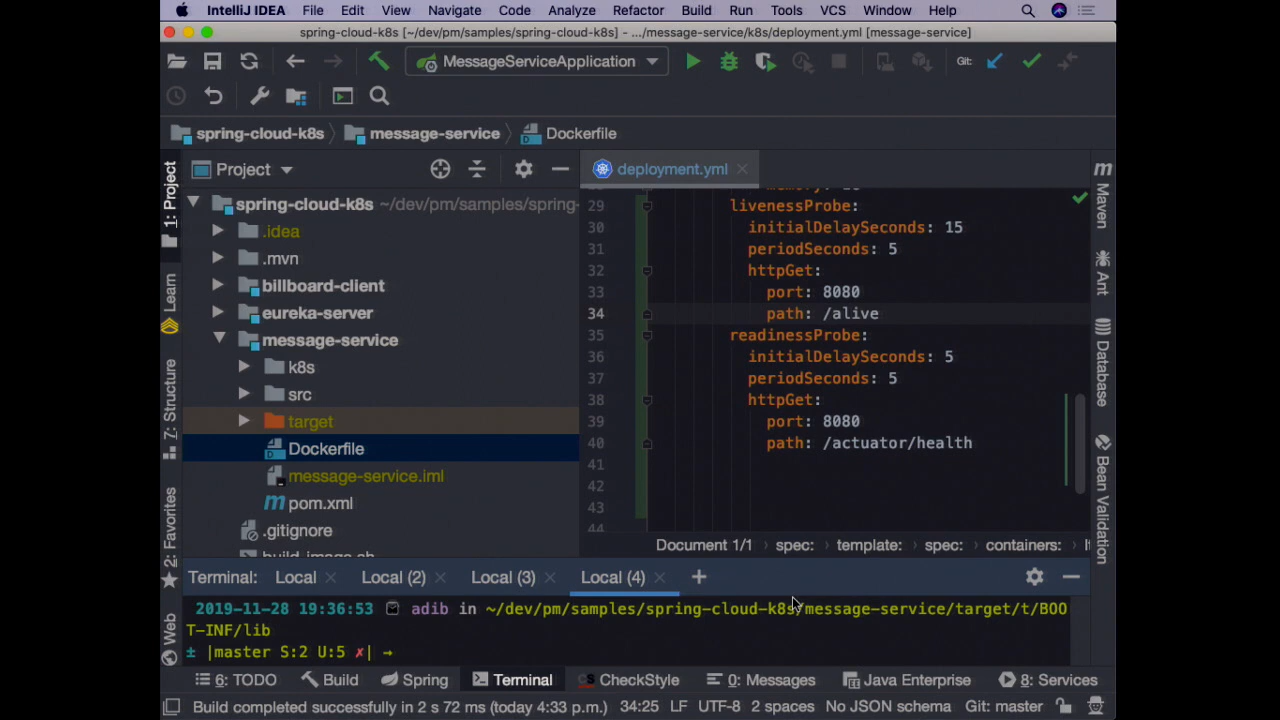 IntelliJ IDEA File Edit View Navigate Code Analyze Refactor Build Run Tools VCS Window Help
spring-cloud-k8s [~/dev/pm/samples/spring-cloud-k8s] - .../message-service/k8s/deployment.yml [message-service]
MessageServiceApplication
Git:
spring-cloud-k8s message-service Dockerfile
Project
deployment.yml
1: Project
Learn
7: Structure
2: Favorites
Web
spring-cloud-k8s ~/dev/pm/samples/spring-
.idea
.mvn
billboard-client
eureka-server
message-service
k8s
src
target
Dockerfile
message-service.iml
pom.xml
.gitignore
build_image.sh
29 livenessProbe:
30 initialDelaySeconds: 15
31 periodSeconds: 5
32 httpGet:
33 port: 8080
34 path: /alive
35 readinessProbe:
36 initialDelaySeconds: 5
37 periodSeconds: 5
38 httpGet:
39 port: 8080
40 path: /actuator/health
41
42
43
44
Document 1/1 spec: template: spec: containers:
Maven
Ant
Database
Bean Validation
Terminal: Local Local (2) Local (3) Local (4)
2019-11-28 19:36:53 adib in ~/dev/pm/samples/spring-cloud-k8s/message-service/target/t/BOO
T-INF/lib
± |master S:2 U:5 ✗| →
6: TODO Build Spring Terminal CheckStyle 0: Messages Java Enterprise 8: Services
Build completed successfully in 2 s 72 ms (today 4:33 p.m.) 34:25 LF UTF-8 2 spaces No JSON schema Git: master